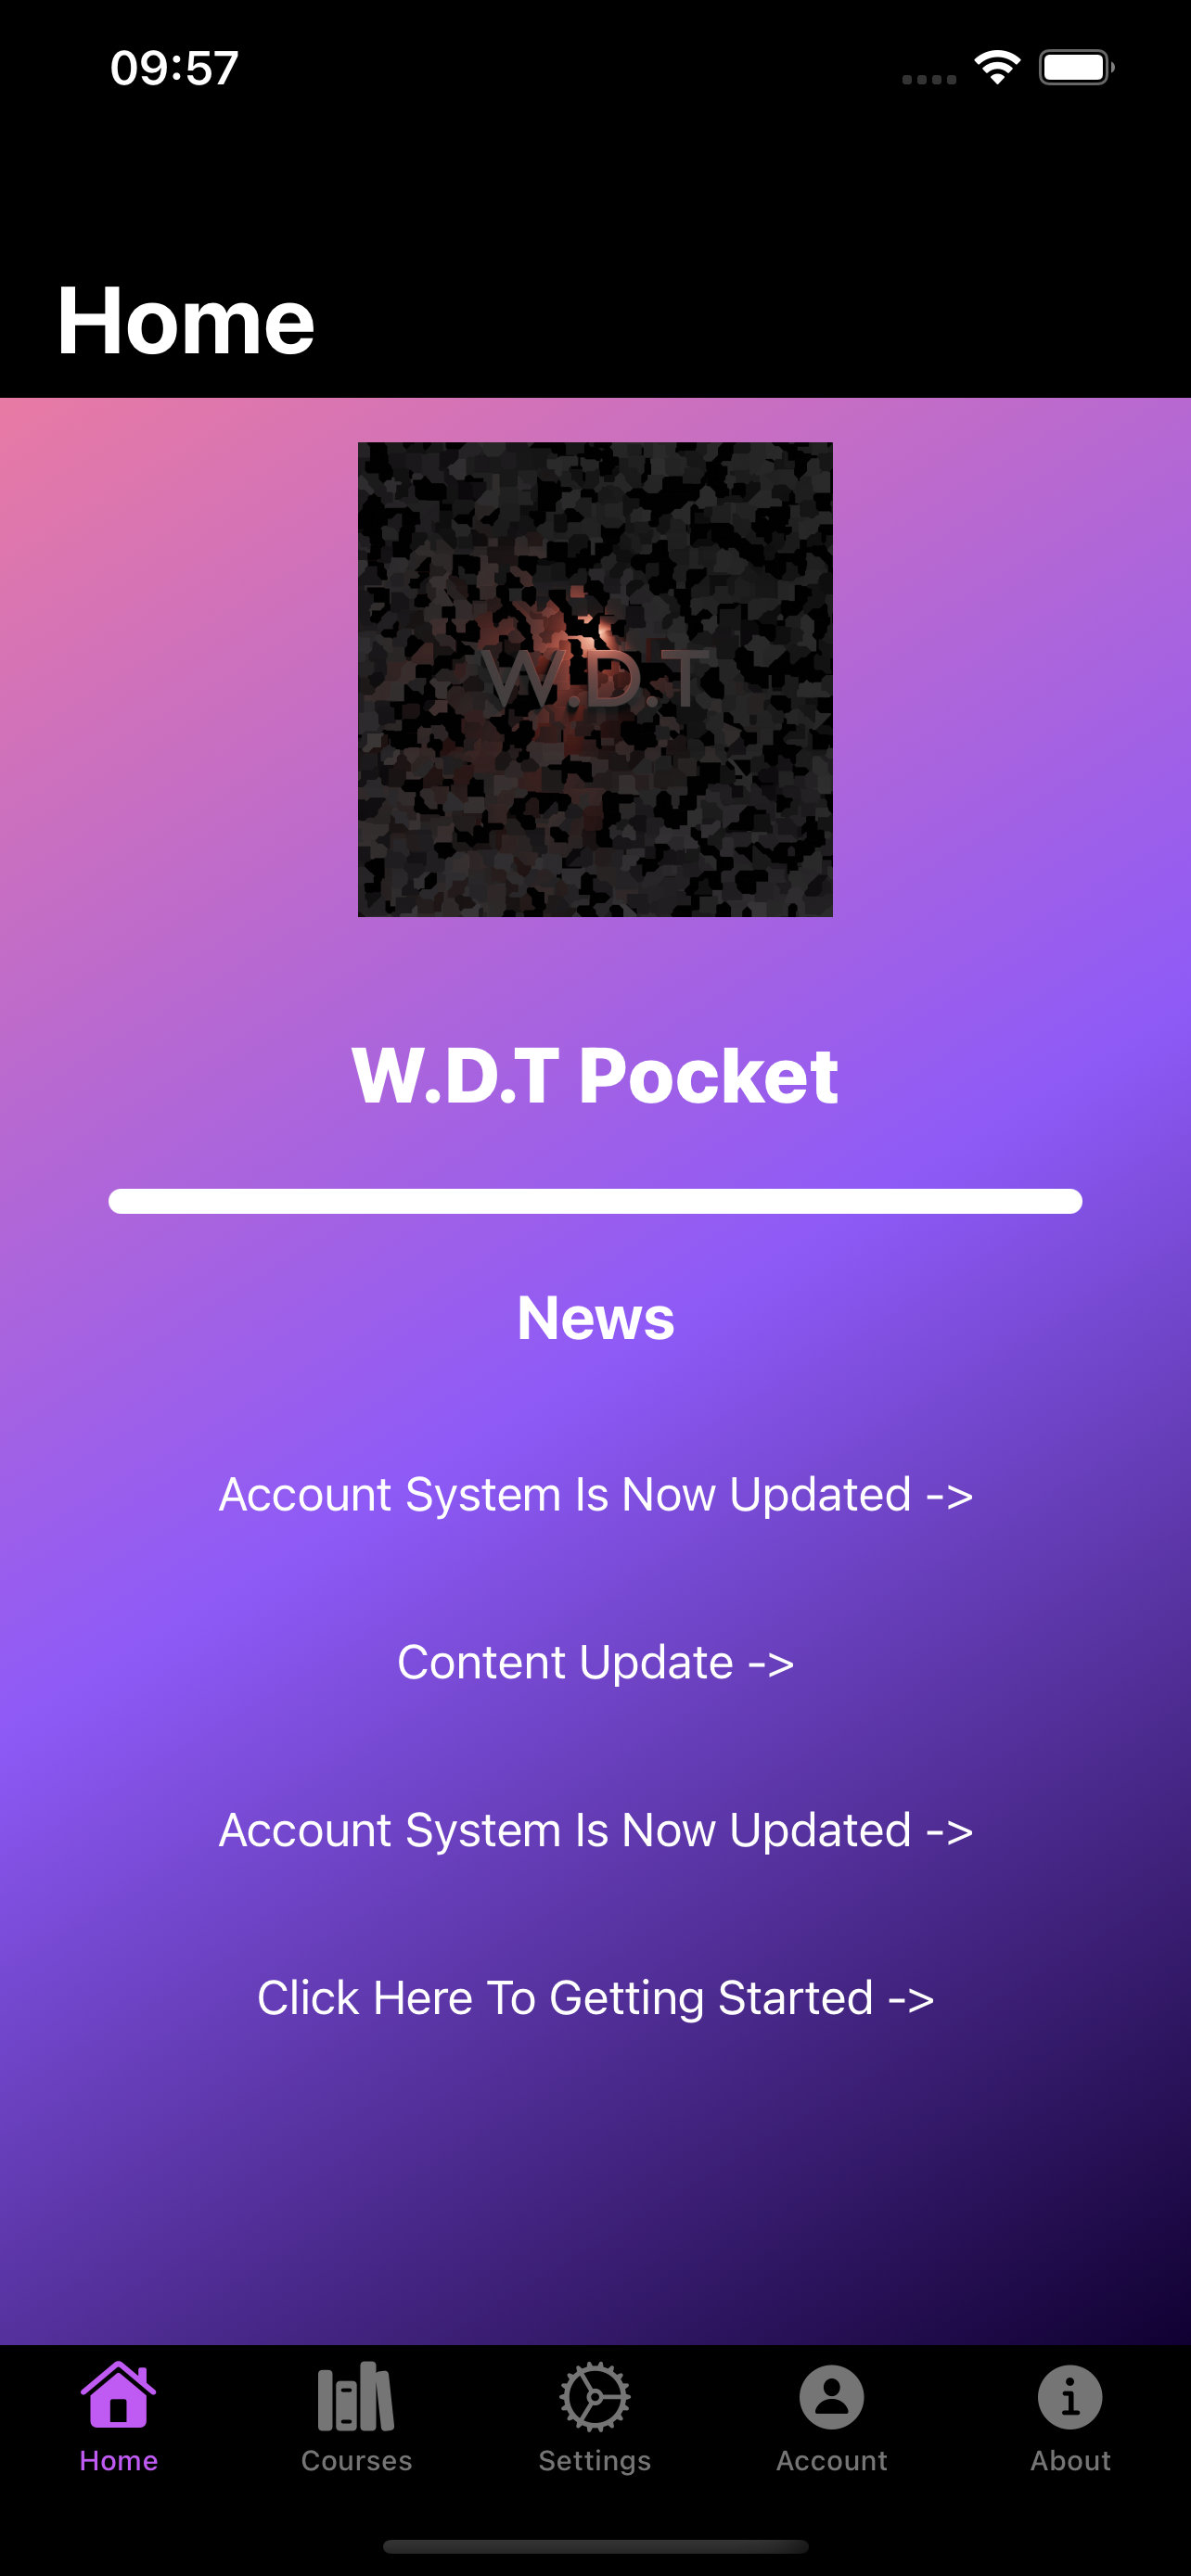 09:57
Home
W.D.T
W.D.T Pocket
News
Account System Is Now Updated ->
Content Update ->
Account System Is Now Updated ->
Click Here To Getting Started ->
Home
Courses
Settings
Account
About